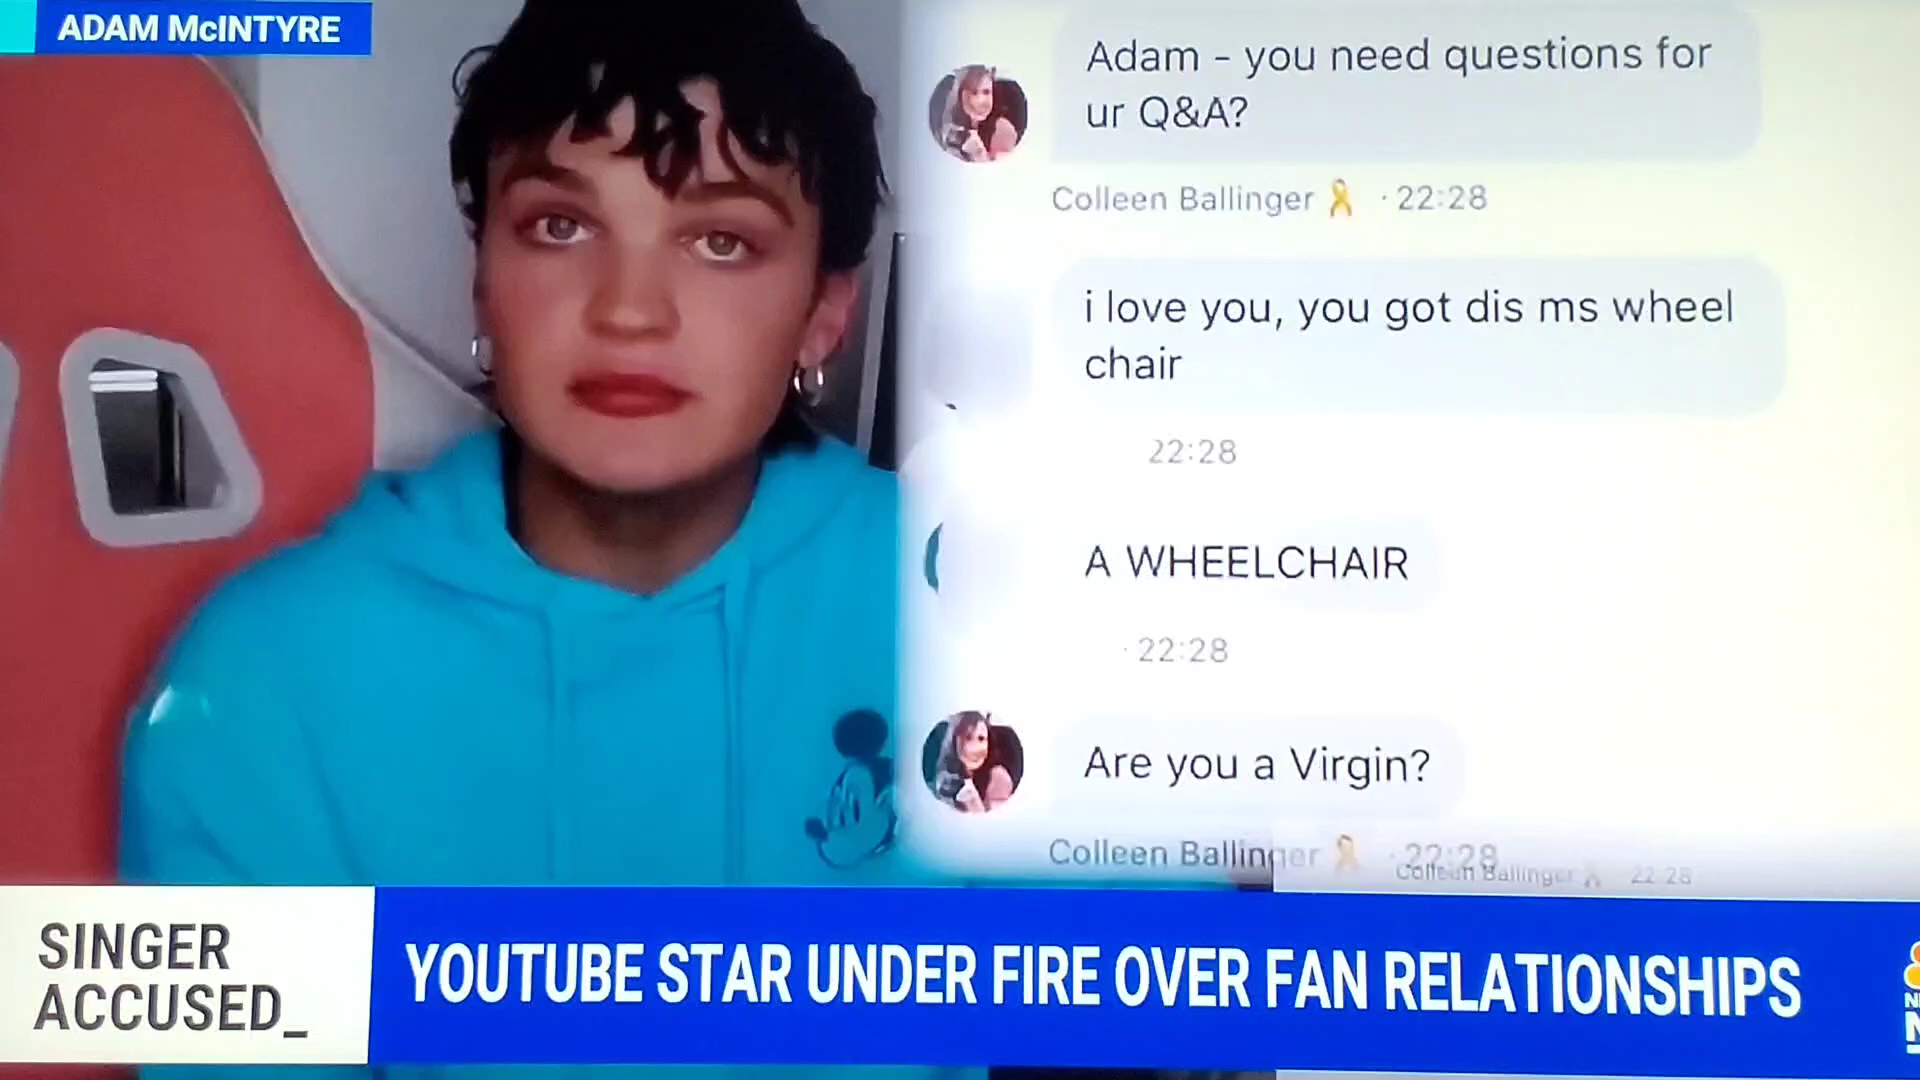 ADAM McINTYRE
Adam - you need questions for
ur Q&A?
Colleen Ballinger 🎗 · 22:28
i love you, you got dis ms wheel
chair
22:28
A WHEELCHAIR
· 22:28
Are you a Virgin?
Colleen Ballinger 🎗 · 22:28
Colleen Ballinger 22:28
SINGER
ACCUSED_
YOUTUBE STAR UNDER FIRE OVER FAN RELATIONSHIPS